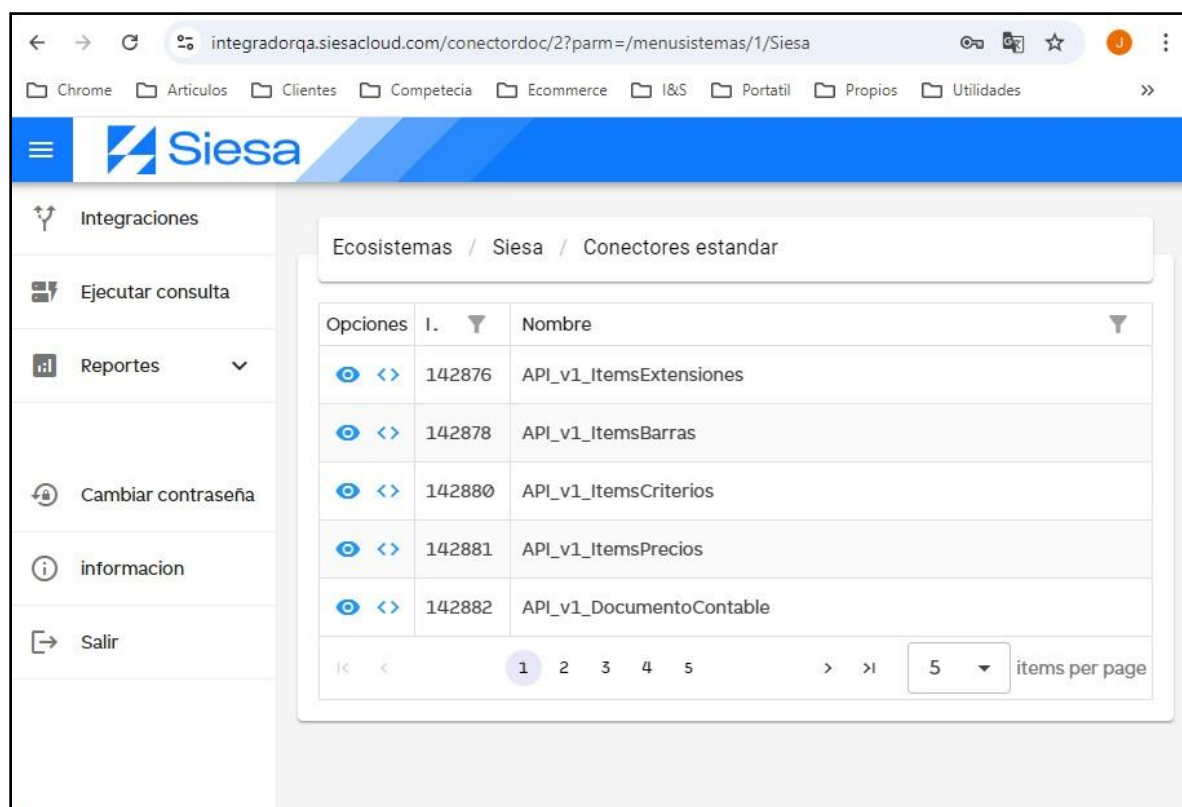 integradorqa.siesacloud.com/conectordoc/2?parm=/menusistemas/1/Siesa
J
Chrome Articulos Clientes Competecia Ecommerce I&S Portatil Propios Utilidades »
Siesa
Integraciones
Ejecutar consulta
Reportes
Cambiar contraseña
informacion
Salir
Ecosistemas / Siesa / Conectores estandar
Opciones I. Nombre
142876 API_v1_ItemsExtensiones
142878 API_v1_ItemsBarras
142880 API_v1_ItemsCriterios
142881 API_v1_ItemsPrecios
142882 API_v1_DocumentoContable
1 2 3 4 5 5 items per page